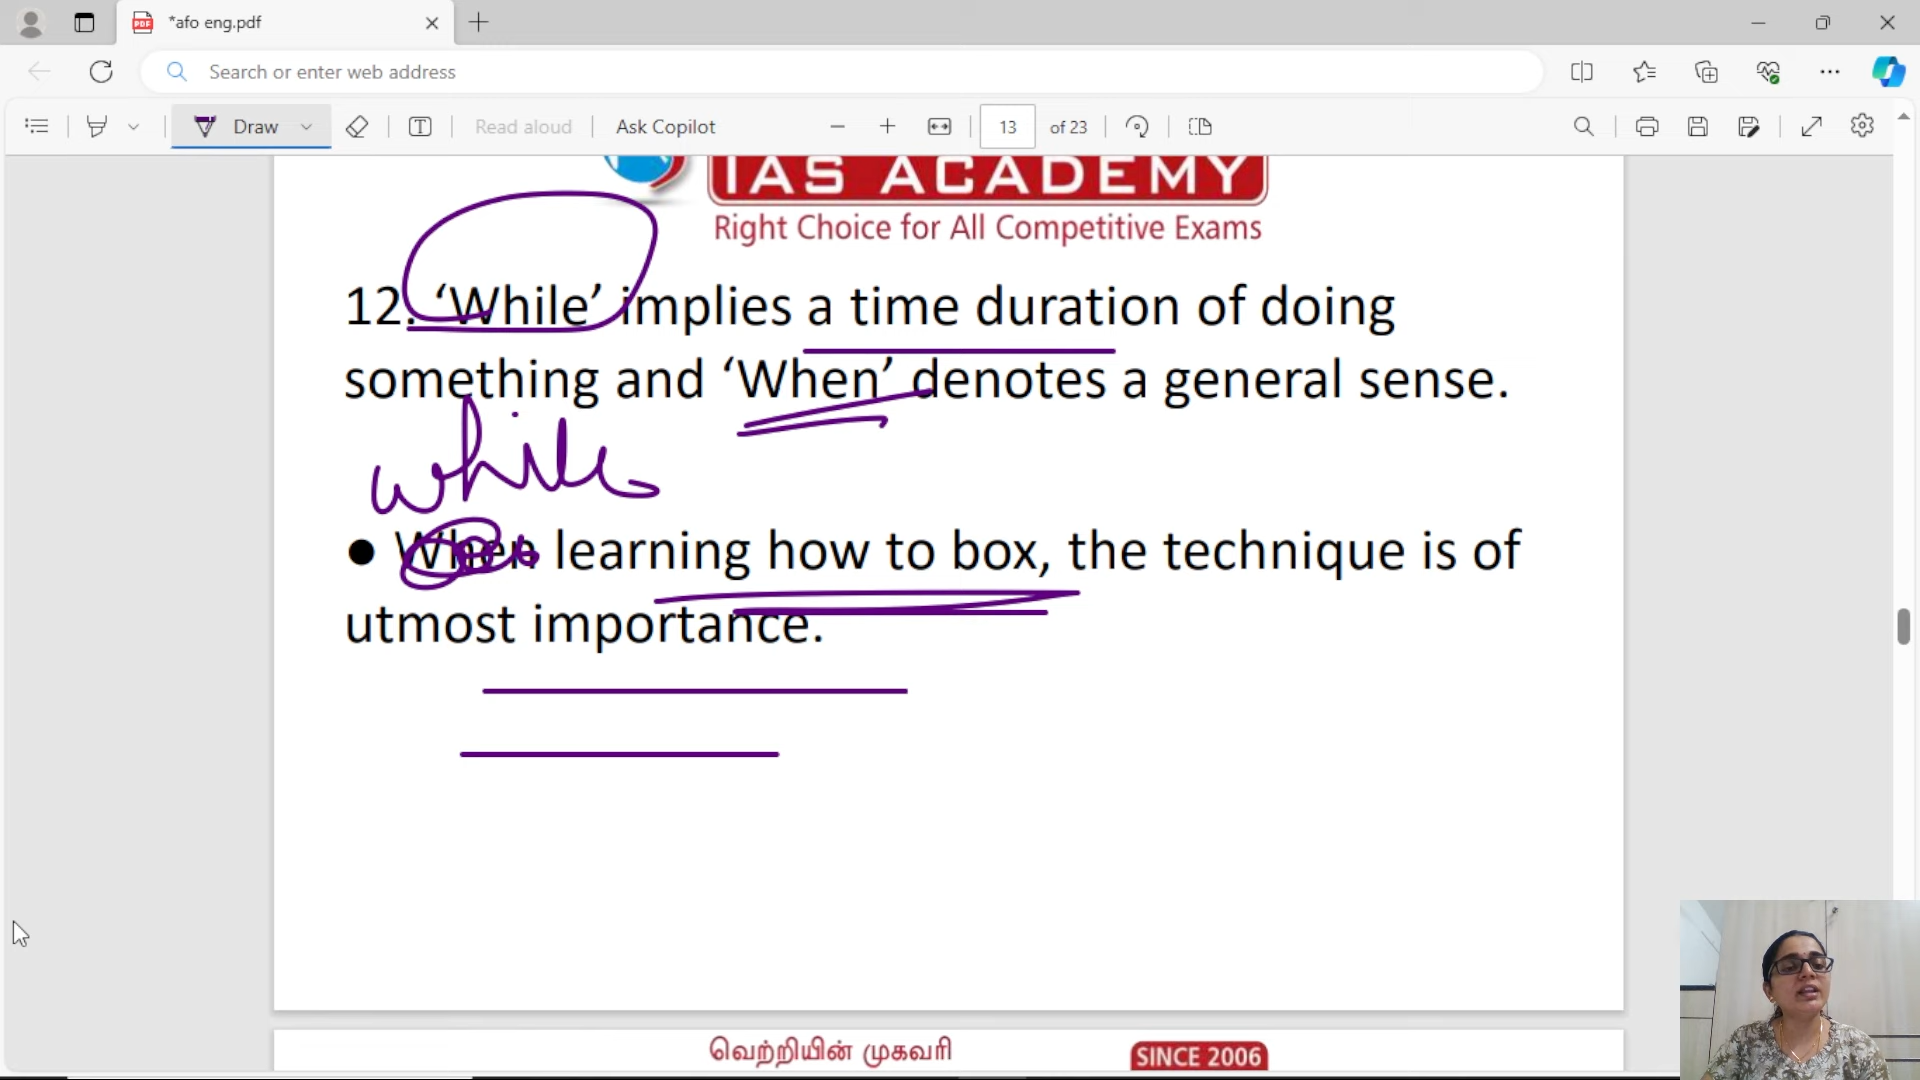 *afo eng.pdf
Search or enter web address
Draw
Read aloud
Ask Copilot
13
of 23
IAS ACADEMY
Right Choice for All Competitive Exams
12. ‘While’ implies a time duration of doing
something and ‘When’ denotes a general sense.
while
● When learning how to box, the technique is of
utmost importance.
வெற்றியின் முகவரி
SINCE 2006